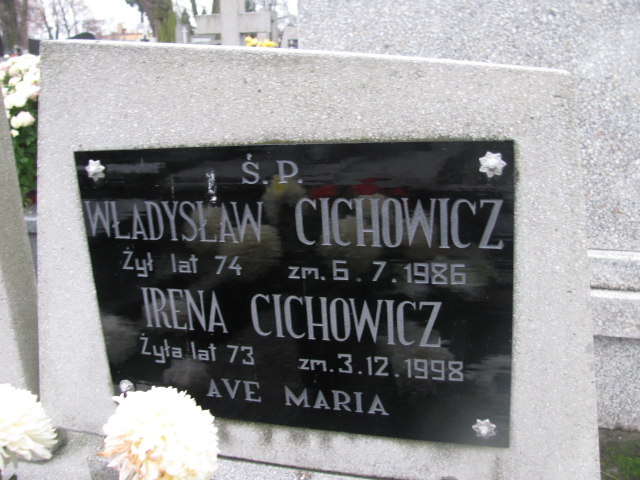 Ś.P.
WŁADYSŁAW CICHOWICZ
Żył lat 74 zm. 6.7.1986
IRENA CICHOWICZ
Żyła lat 73 zm. 3.12.1998
AVE MARIA